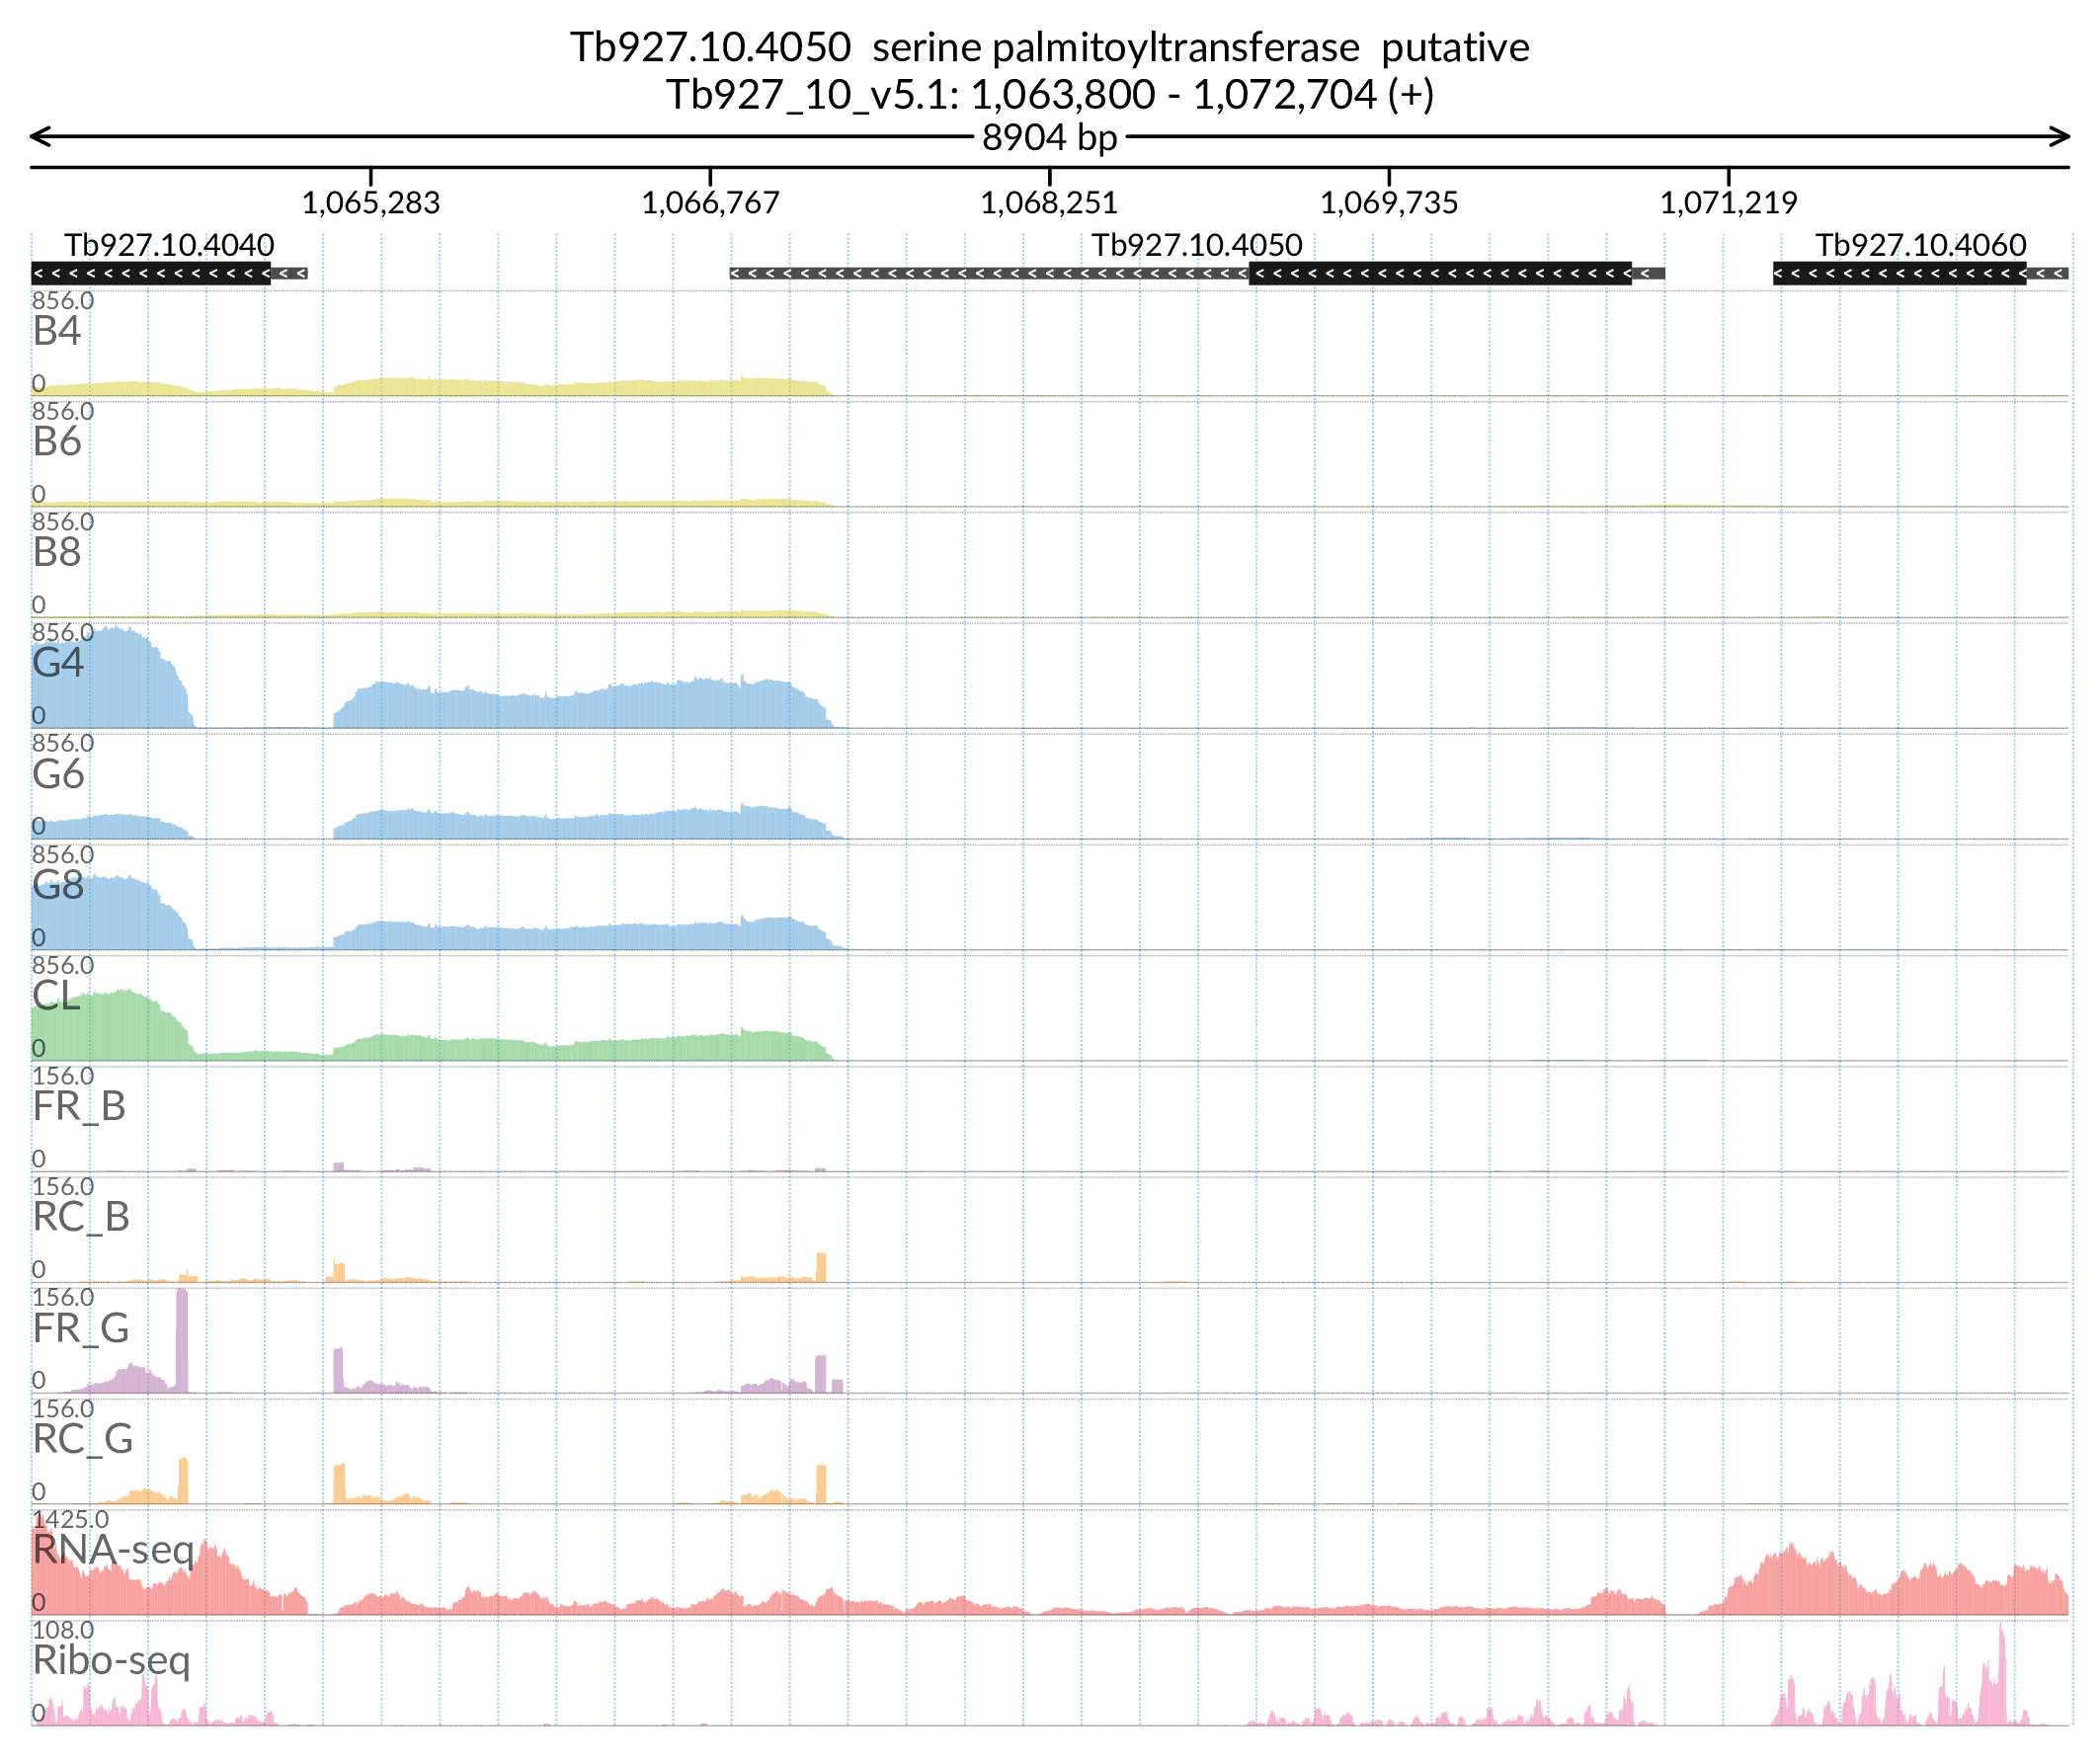 Tb927.10.4050 serine palmitoyltransferase putative
Tb927_10_v5.1: 1,063,800 - 1,072,704 (+)
8904 bp
1,065,283 1,066,767 1,068,251 1,069,735 1,071,219
Tb927.10.4040 Tb927.10.4050 Tb927.10.4060
856.0
B4
0
856.0
B6
0
856.0
B8
0
856.0
G4
0
856.0
G6
0
856.0
G8
0
856.0
CL
0
156.0
FR_B
0
156.0
RC_B
0
156.0
FR_G
0
156.0
RC_G
0
1425.0
RNA-seq
0
108.0
Ribo-seq
0